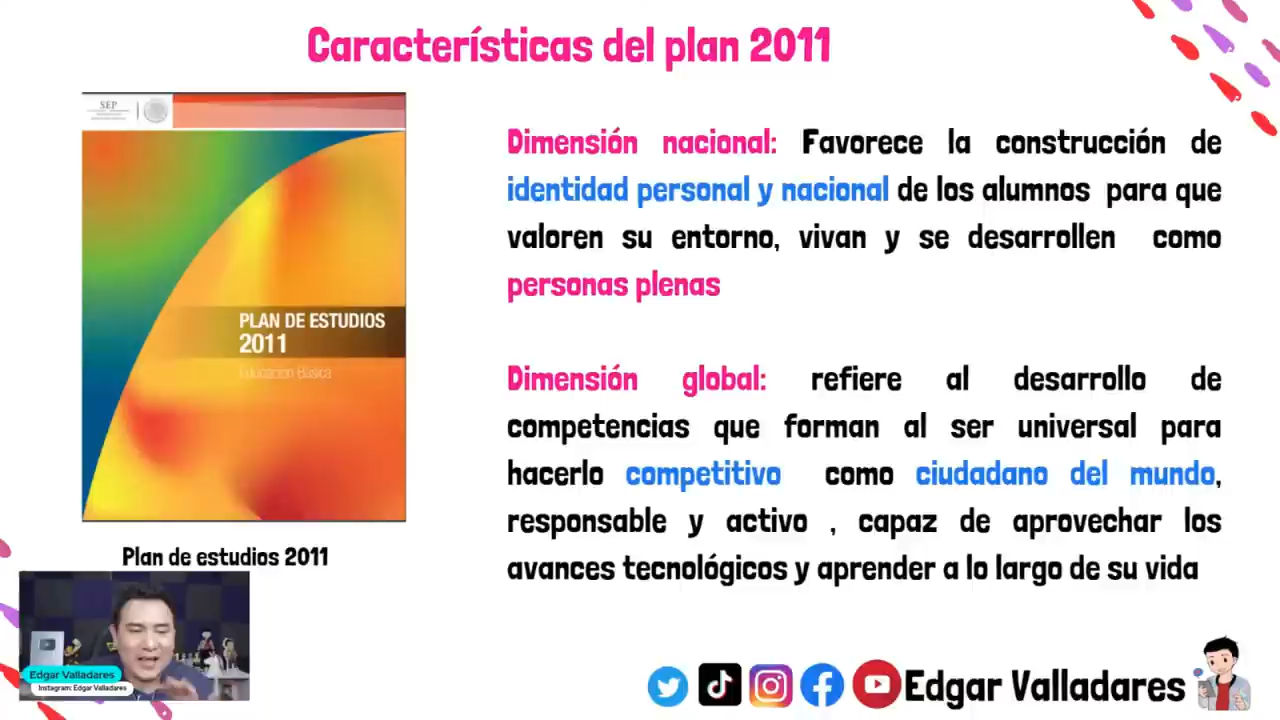 Características del plan 2011
SEP
PLAN DE ESTUDIOS
2011
Educación Básica
Plan de estudios 2011
Dimensión nacional: Favorece la construcción de
identidad personal y nacional de los alumnos para que
valoren su entorno, vivan y se desarrollen como
personas plenas
Dimensión global: refiere al desarrollo de
competencias que forman al ser universal para
hacerlo competitivo como ciudadano del mundo,
responsable y activo , capaz de aprovechar los
avances tecnológicos y aprender a lo largo de su vida
Edgar Valladares
Instagram: Edgar Valladares
Edgar Valladares